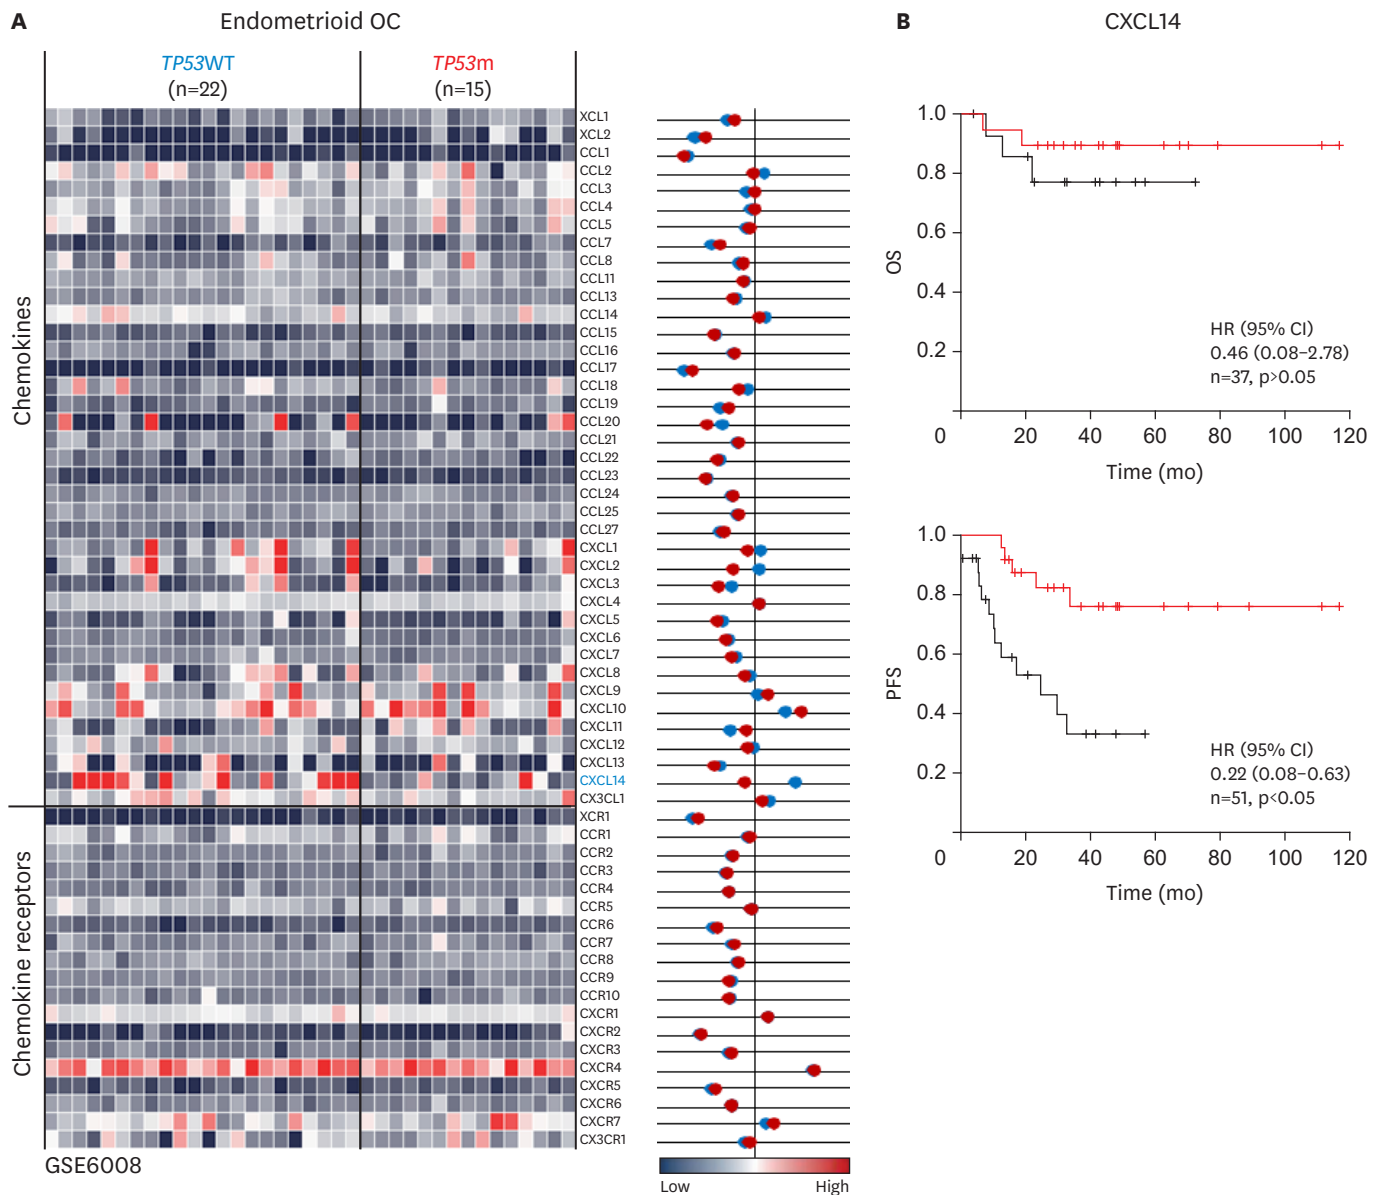 A
Endometrioid OC
TP53WT
(n=22)
TP53m
(n=15)
Chemokines
XCL1
XCL2
CCL1
CCL2
CCL3
CCL4
CCL5
CCL7
CCL8
CCL11
CCL13
CCL14
CCL15
CCL16
CCL17
CCL18
CCL19
CCL20
CCL21
CCL22
CCL23
CCL24
CCL25
CCL27
CXCL1
CXCL2
CXCL3
CXCL4
CXCL5
CXCL6
CXCL7
CXCL8
CXCL9
CXCL10
CXCL11
CXCL12
CXCL13
CXCL14
CX3CL1
Chemokine receptors
XCR1
CCR1
CCR2
CCR3
CCR4
CCR5
CCR6
CCR7
CCR8
CCR9
CCR10
CXCR1
CXCR2
CXCR3
CXCR4
CXCR5
CXCR6
CXCR7
CX3CR1
GSE6008
Low High
B
CXCL14
OS
1.0
0.8
0.6
0.4
0.2
HR (95% CI)
0.46 (0.08–2.78)
n=37, p>0.05
0 20 40 60 80 100 120
Time (mo)
PFS
1.0
0.8
0.6
0.4
0.2
HR (95% CI)
0.22 (0.08–0.63)
n=51, p<0.05
0 20 40 60 80 100 120
Time (mo)